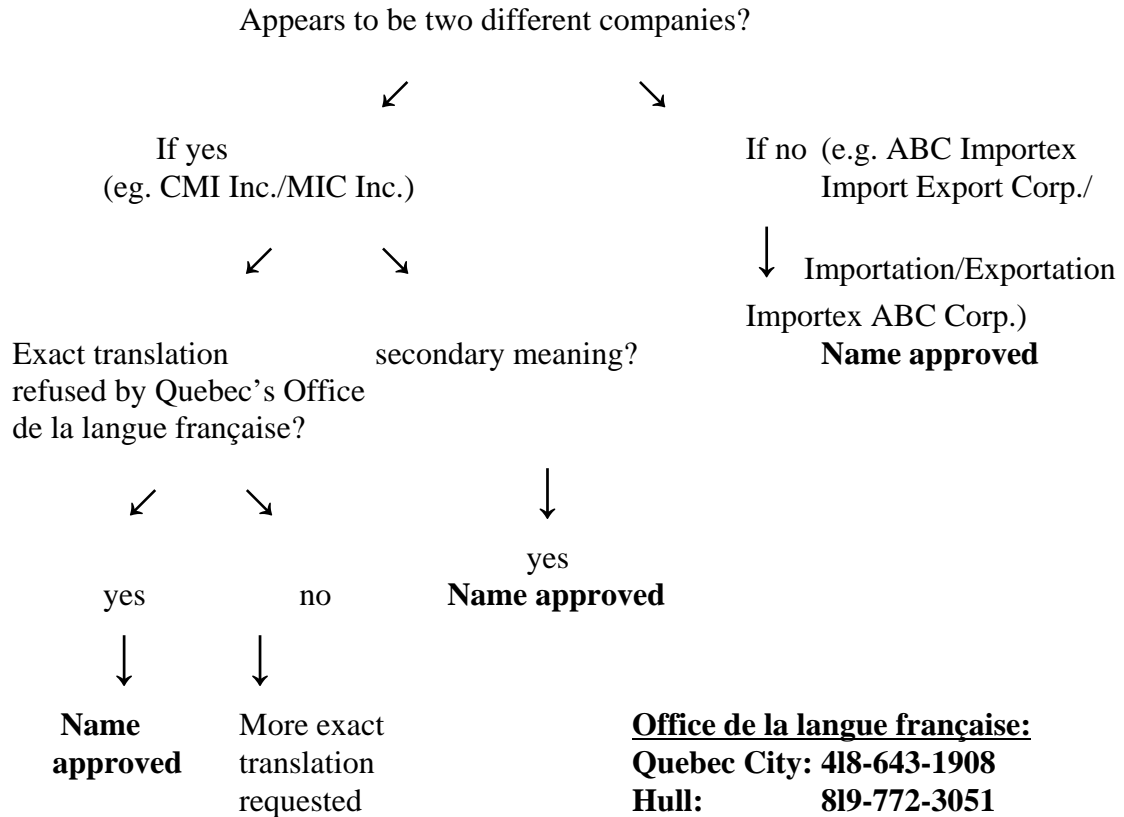 Appears to be two different companies?
If yes
(eg. CMI Inc./MIC Inc.)
If no (e.g. ABC Importex
Import Export Corp./
Importation/Exportation
Importex ABC Corp.)
Name approved
Exact translation
refused by Quebec’s Office
de la langue française?
secondary meaning?
yes
Name approved
yes
no
Name
approved
More exact
translation
requested
Office de la langue française:
Quebec City: 4l8-643-1908
Hull: 8l9-772-3051